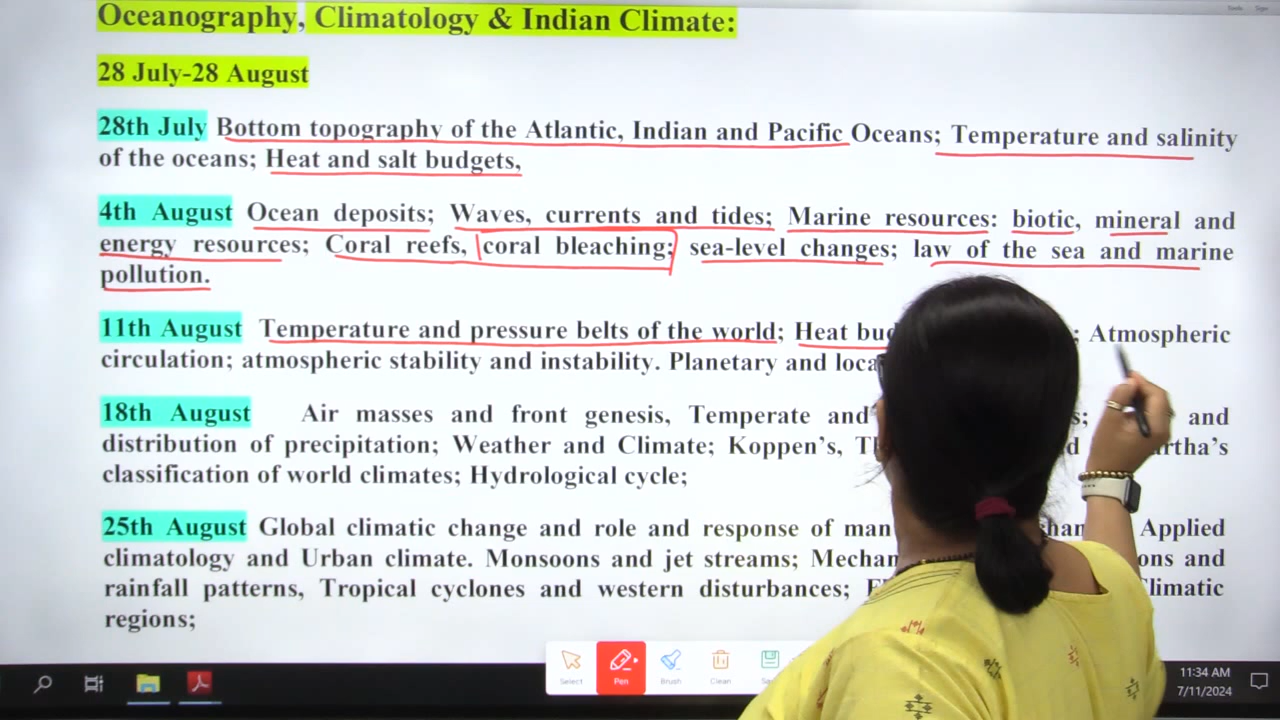 Oceanography, Climatology & Indian Climate:
28 July-28 August
28th July Bottom topography of the Atlantic, Indian and Pacific Oceans; Temperature and salinity
of the oceans; Heat and salt budgets,
4th August Ocean deposits; Waves, currents and tides; Marine resources: biotic, mineral and
energy resources; Coral reefs, coral bleaching; sea-level changes; law of the sea and marine
pollution.
11th August Temperature and pressure belts of the world; Heat ; Atmospheric
circulation; atmospheric stability and instability. Planetary and
18th August Air masses and front genesis, Temperate and and
distribution of precipitation; Weather and Climate; Koppen's,
classification of world climates; Hydrological cycle;
25th August Global climatic change and role and response of Applied
climatology and Urban climate. Monsoons and jet streams; and
rainfall patterns, Tropical cyclones and western disturbances;
regions;
Tools Sign
Select Pen Brush Clean
11:34 AM
7/11/2024